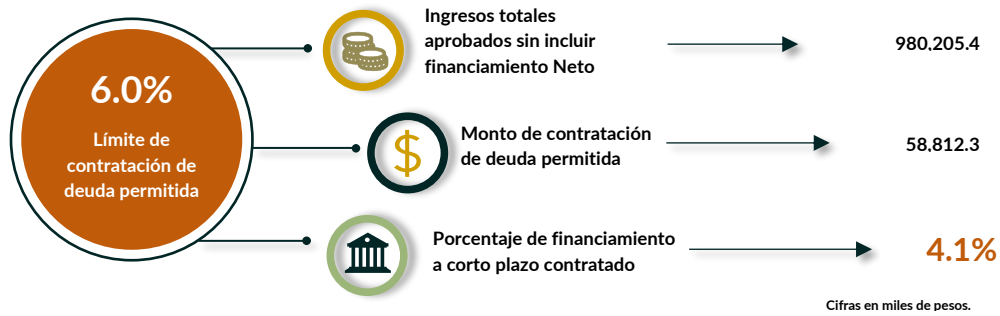 6.0%
Límite de
contratación de
deuda permitida
Ingresos totales
aprobados sin incluir
financiamiento Neto
980,205.4
$
Monto de contratación
de deuda permitida
58,812.3
Porcentaje de financiamiento
a corto plazo contratado
4.1%
Cifras en miles de pesos.